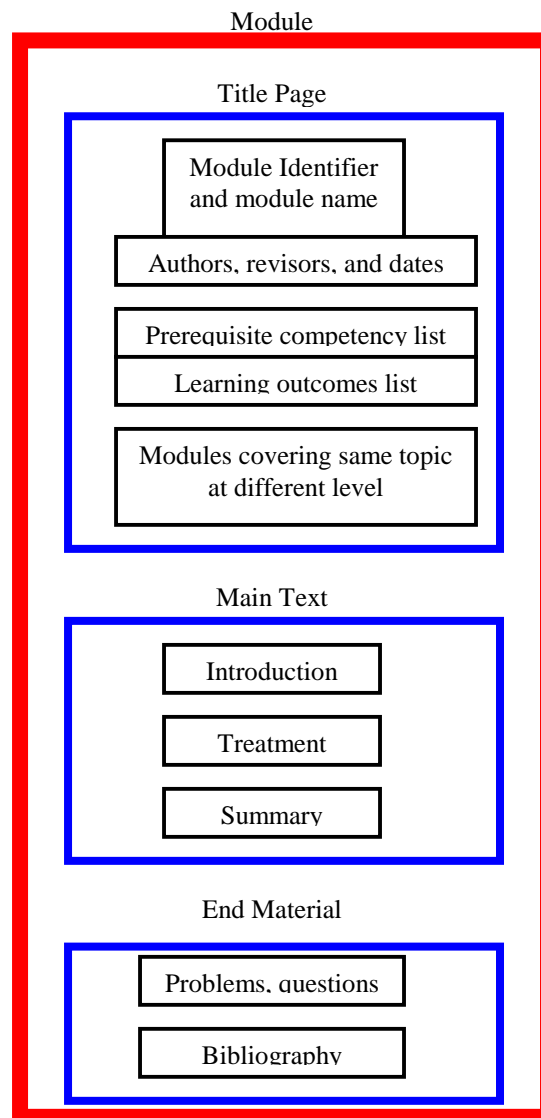 Module
Title Page
Module Identifier
and module name
Authors, revisors, and dates
Prerequisite competency list
Learning outcomes list
Modules covering same topic
at different level
Main Text
Introduction
Treatment
Summary
End Material
Problems, questions
Bibliography